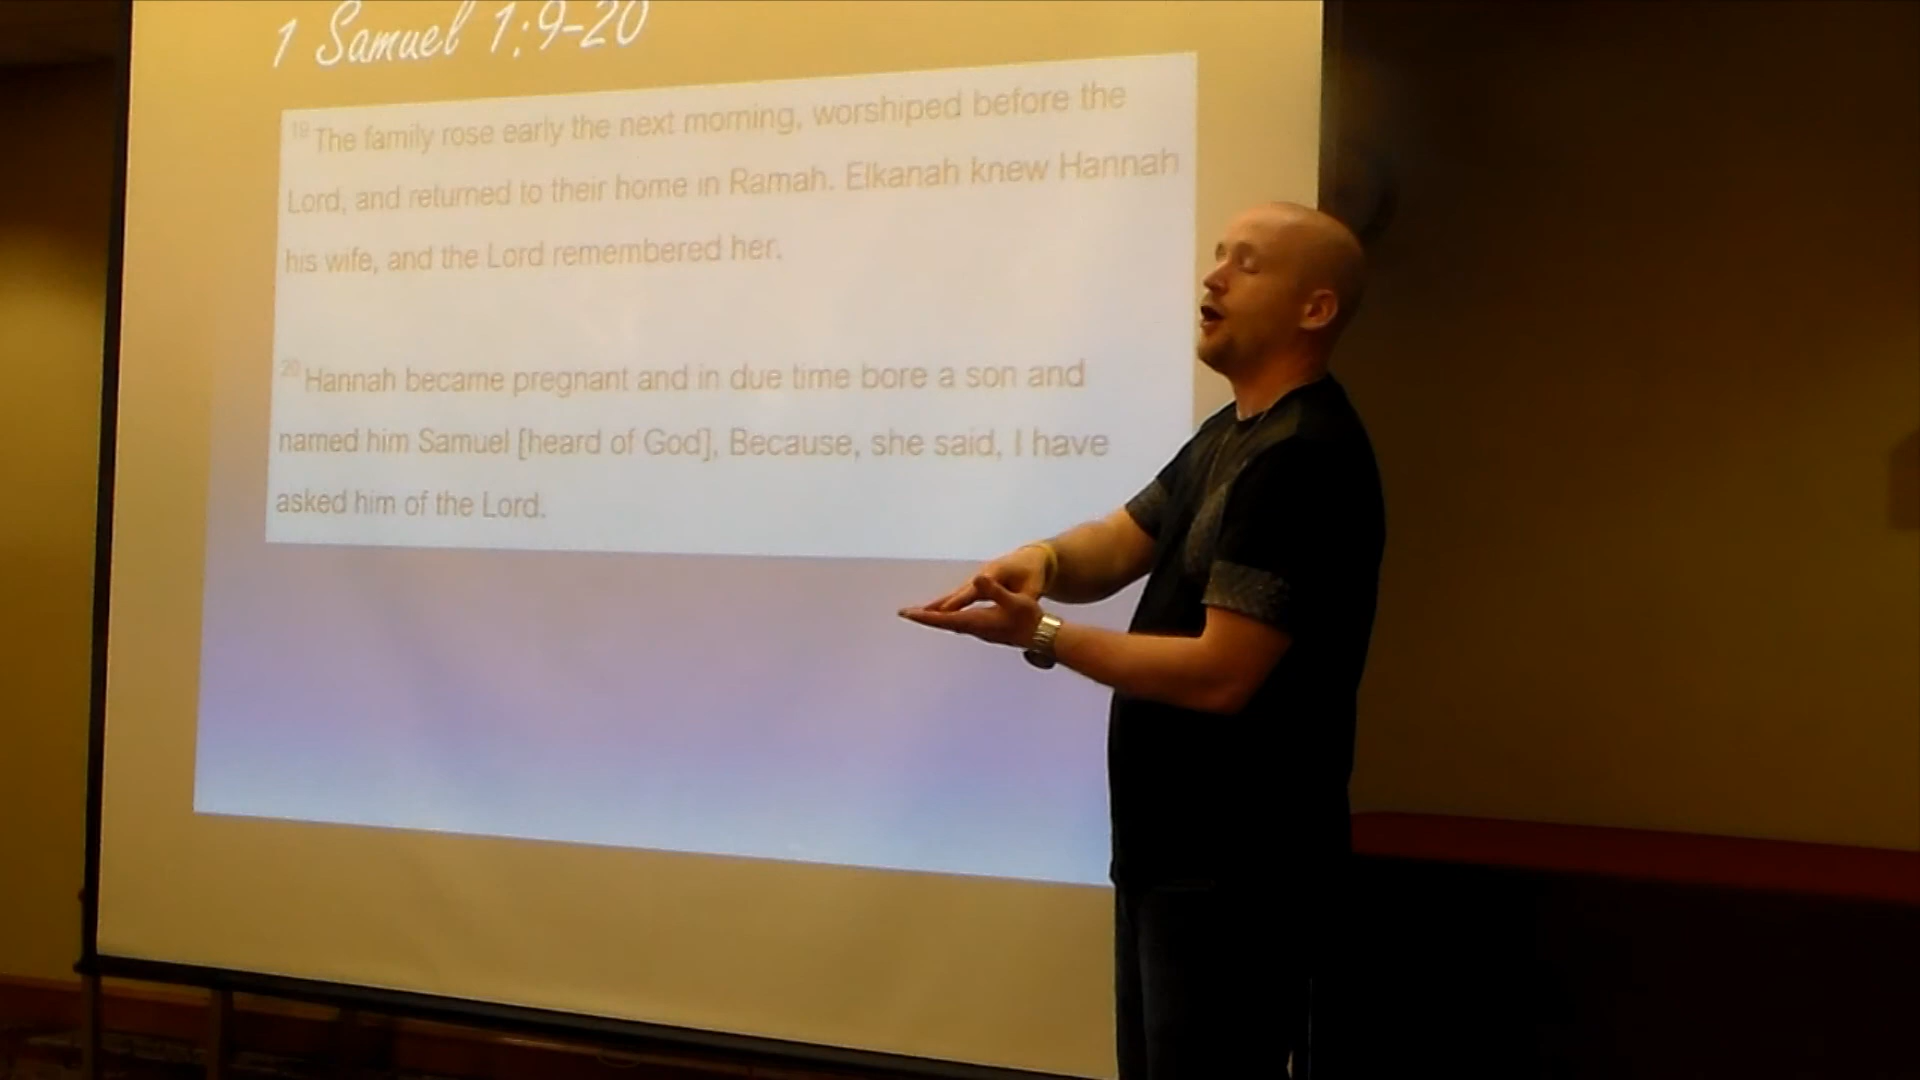 1 Samuel 1:9-20
19 The family rose early the next morning, worshiped before the
Lord, and returned to their home in Ramah. Elkanah knew Hannah
his wife, and the Lord remembered her.
20 Hannah became pregnant and in due time bore a son and
named him Samuel [heard of God], Because, she said, I have
asked him of the Lord.